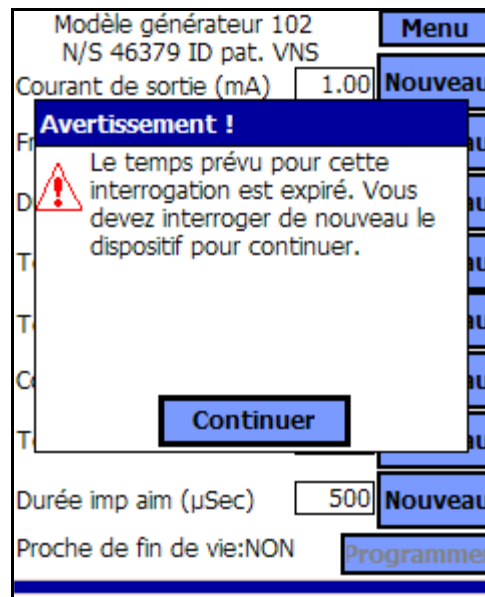 Modèle générateur 102
N/S 46379 ID pat. VNS
Menu
Courant de sortie (mA) 1.00 Nouveau
Avertissement !
Le temps prévu pour cette
interrogation est expiré. Vous
devez interroger de nouveau le
dispositif pour continuer.
Continuer
Durée imp aim (µSec) 500 Nouveau
Proche de fin de vie:NON Programmer